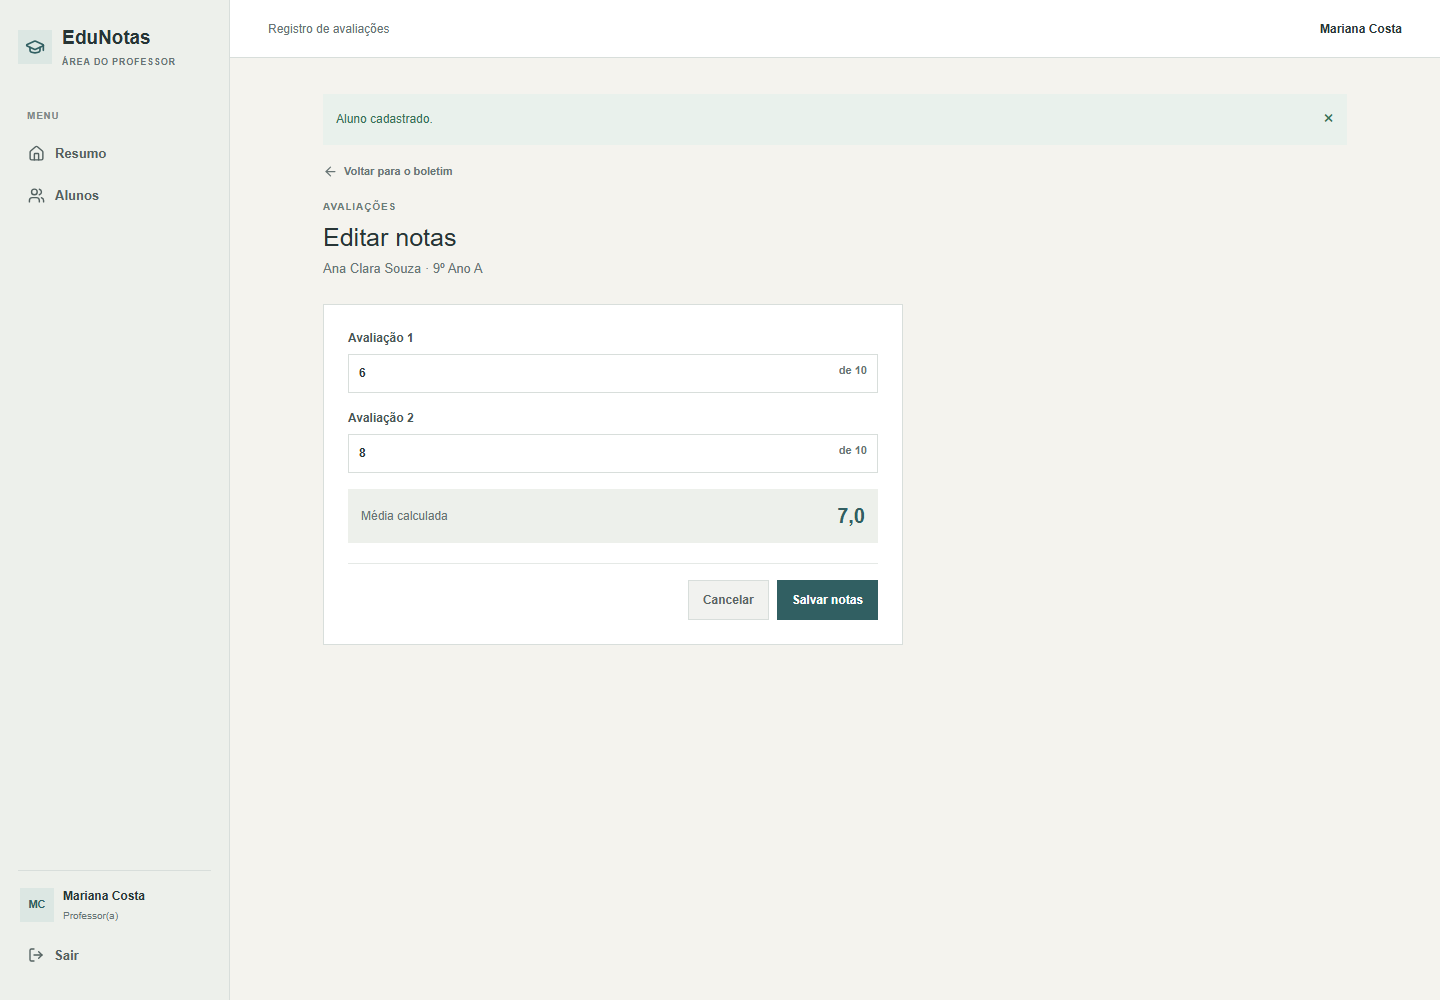 EduNotas
ÁREA DO PROFESSOR
MENU
Resumo
Alunos
Mariana Costa
MC
Professor(a)
Sair
Registro de avaliações
Mariana Costa
Aluno cadastrado.
×
Voltar para o boletim
AVALIAÇÕES
Editar notas
Ana Clara Souza · 9º Ano A
Avaliação 1
6 de 10
Avaliação 2
8 de 10
Média calculada 7,0
Cancelar Salvar notas